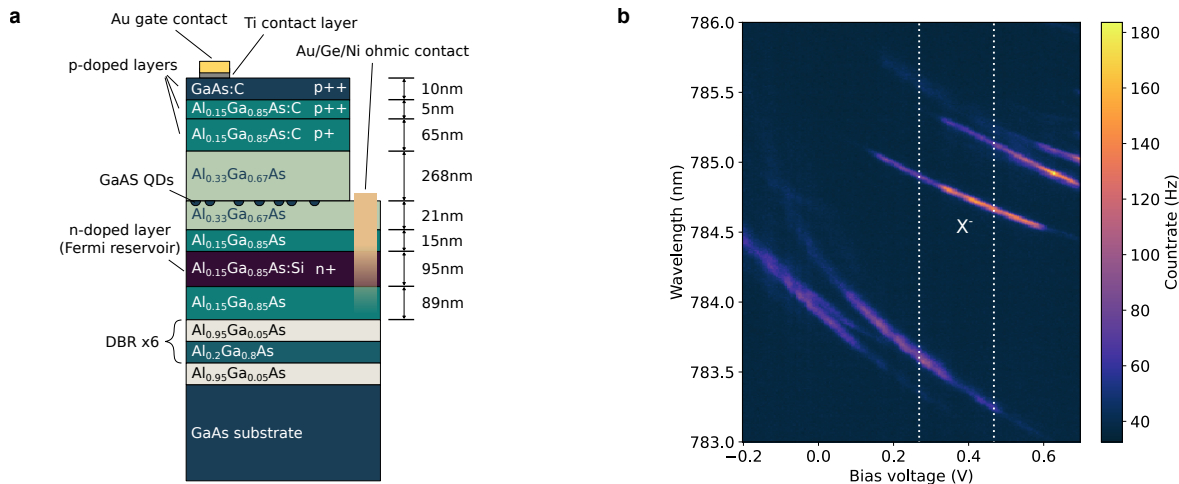 a
Au gate contact
Ti contact layer
Au/Ge/Ni ohmic contact
p-doped layers
GaAs:C p++
10nm
Al0.15Ga0.85As:C p++
5nm
Al0.15Ga0.85As:C p+
65nm
Al0.33Ga0.67As
268nm
GaAS QDs
Al0.33Ga0.67As
21nm
n-doped layer
(Fermi reservoir)
Al0.15Ga0.85As
15nm
Al0.15Ga0.85As:Si n+
95nm
Al0.15Ga0.85As
89nm
DBR x6
Al0.95Ga0.05As
Al0.2Ga0.8As
Al0.95Ga0.05As
GaAs substrate
b
786.0
785.5
785.0
784.5
784.0
783.5
783.0
Wavelength (nm)
X-
−0.2 0.0 0.2 0.4 0.6
Bias voltage (V)
180
160
140
120
100
80
60
40
Countrate (Hz)